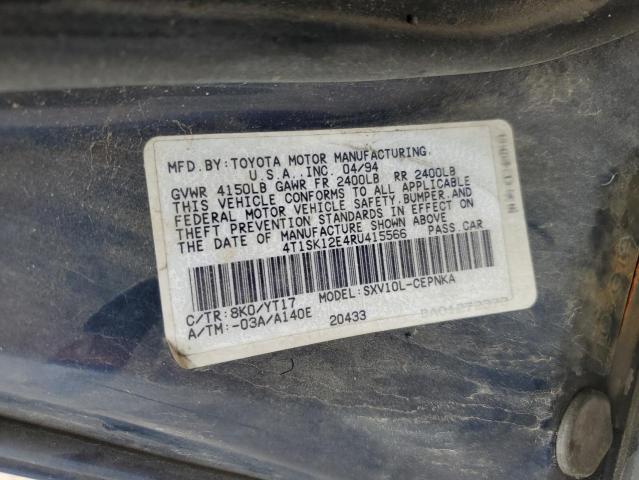 MFD. BY: TOYOTA MOTOR MANUFACTURING,
U.S.A., INC. 04/94
GVWR 4150LB GAWR FR 2400LB RR 2400LB
THIS VEHICLE CONFORMS TO ALL APPLICABLE
FEDERAL MOTOR VEHICLE SAFETY, BUMPER, AND
THEFT PREVENTION STANDARDS IN EFFECT ON
THE DATE OF MANUFACTURE SHOWN ABOVE
4T1SK12E4RU415566 PASS. CAR
C/TR: 8K0/YT17 MODEL: SXV10L-CEPNKA
A/TM: -03A/A140E 20433